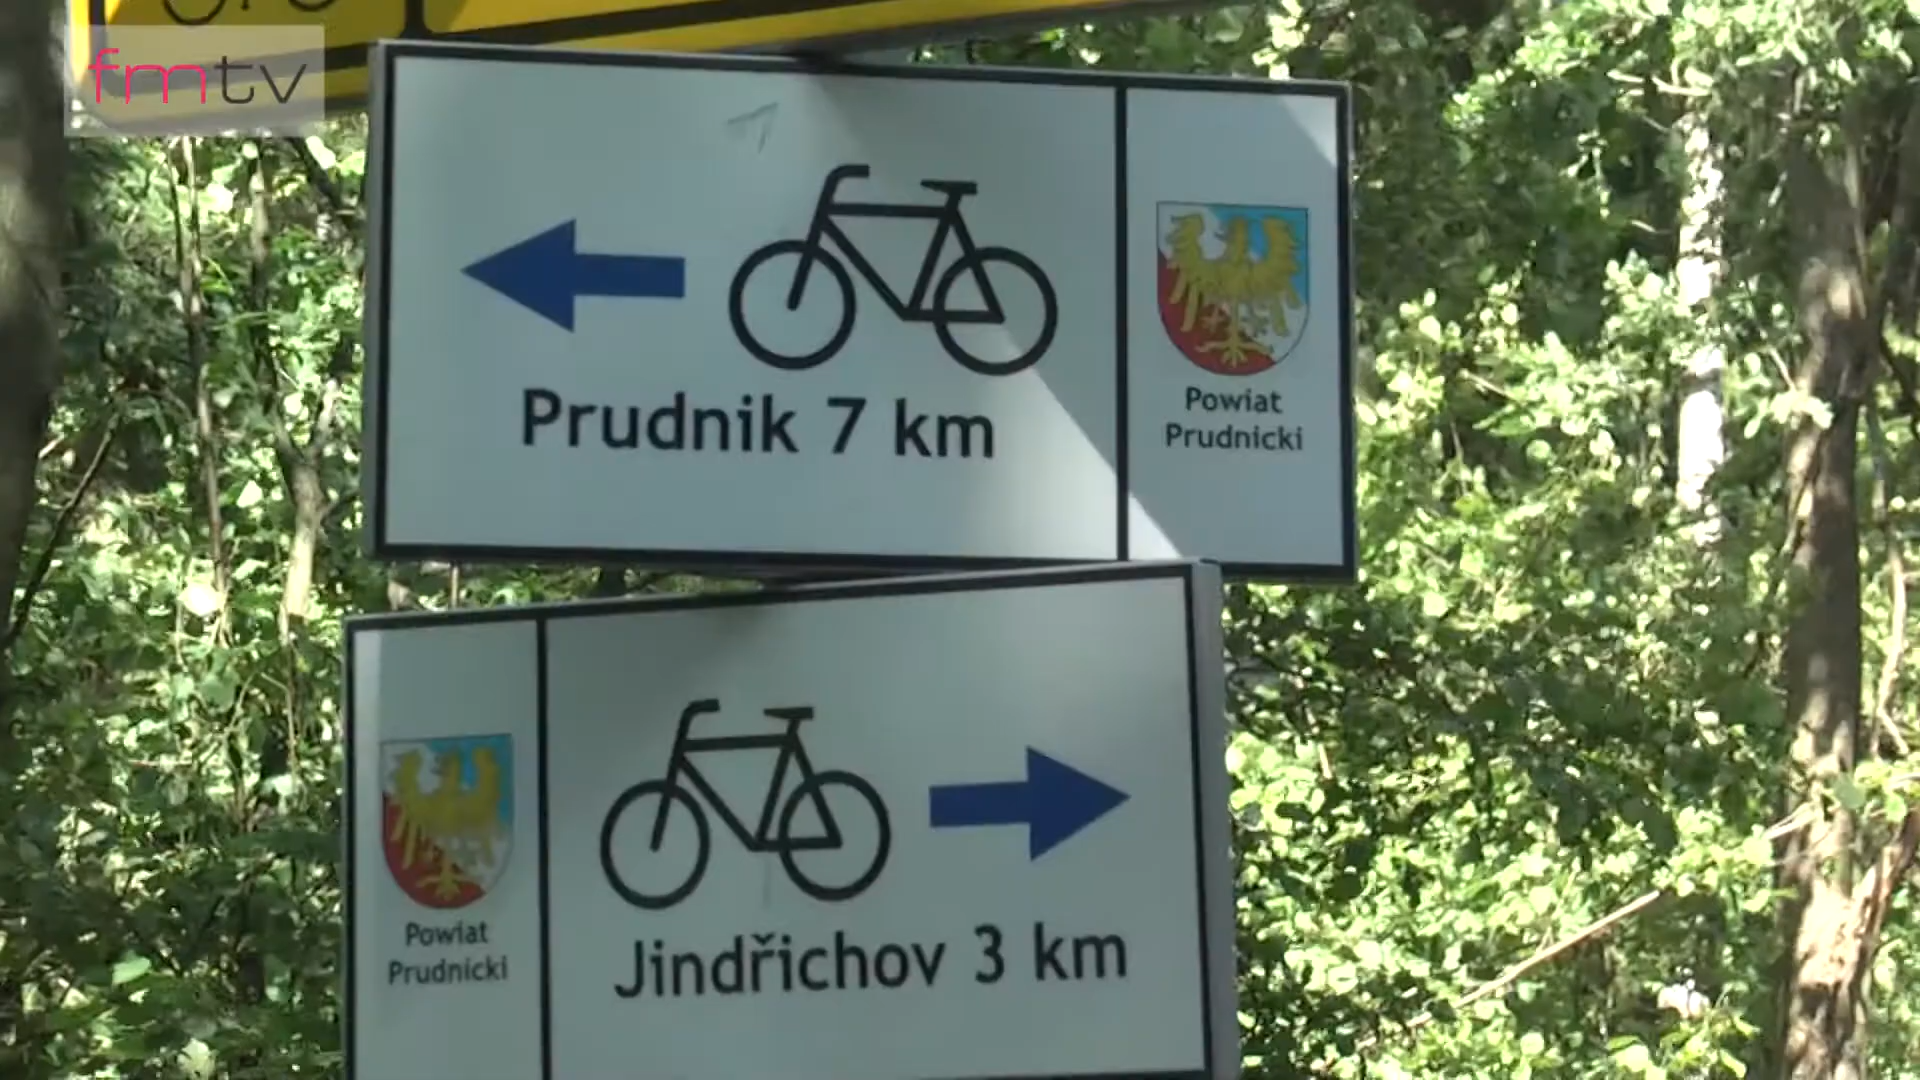 fmtv
Prudnik 7 km
Powiat
Prudnicki
Powiat
Prudnicki
Jindřichov 3 km